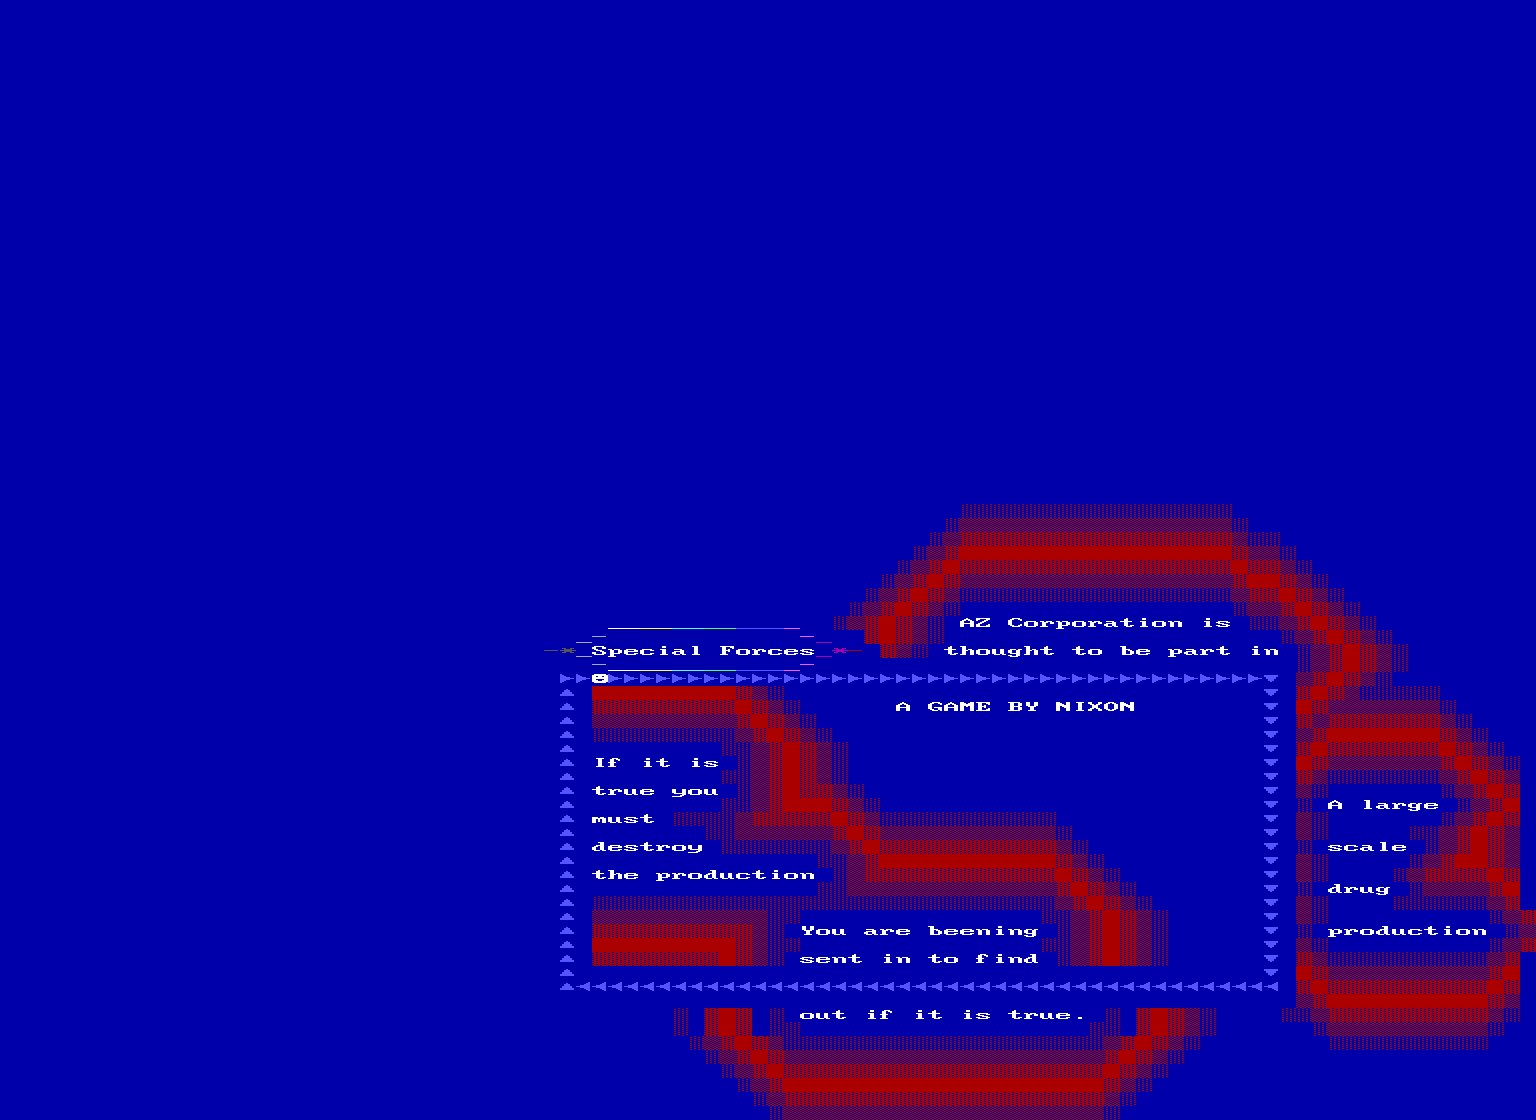 AZ Corporation is
thought to be part in
Special Forces
A GAME BY NIXON
If it is
true you
must
destroy
the production
A large
scale
drug
production
You are beening
sent in to find
out if it is true.